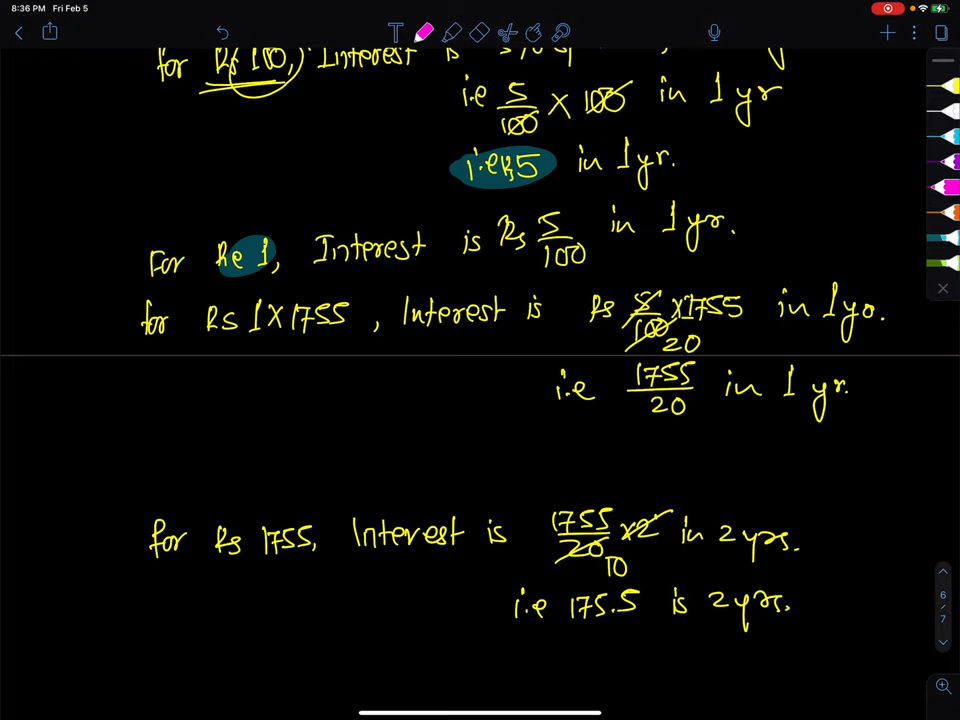 8:36 PM Fri Feb 5
for Rs 100, Interest is
i.e 5/100 × 100 in 1 yr
i.e Rs 5 in 1 yr.
For Re 1, Interest is Rs 5/100 in 1 yr.
for Rs 1 × 1755, Interest is Rs 5/100 × 1755 in 1 yr.
20
i.e 1755/20 in 1 yr.
for Rs 1755, Interest is 1755/20 × 2 in 2 yrs.
10
i.e 175.5 is 2 yrs.
6/7